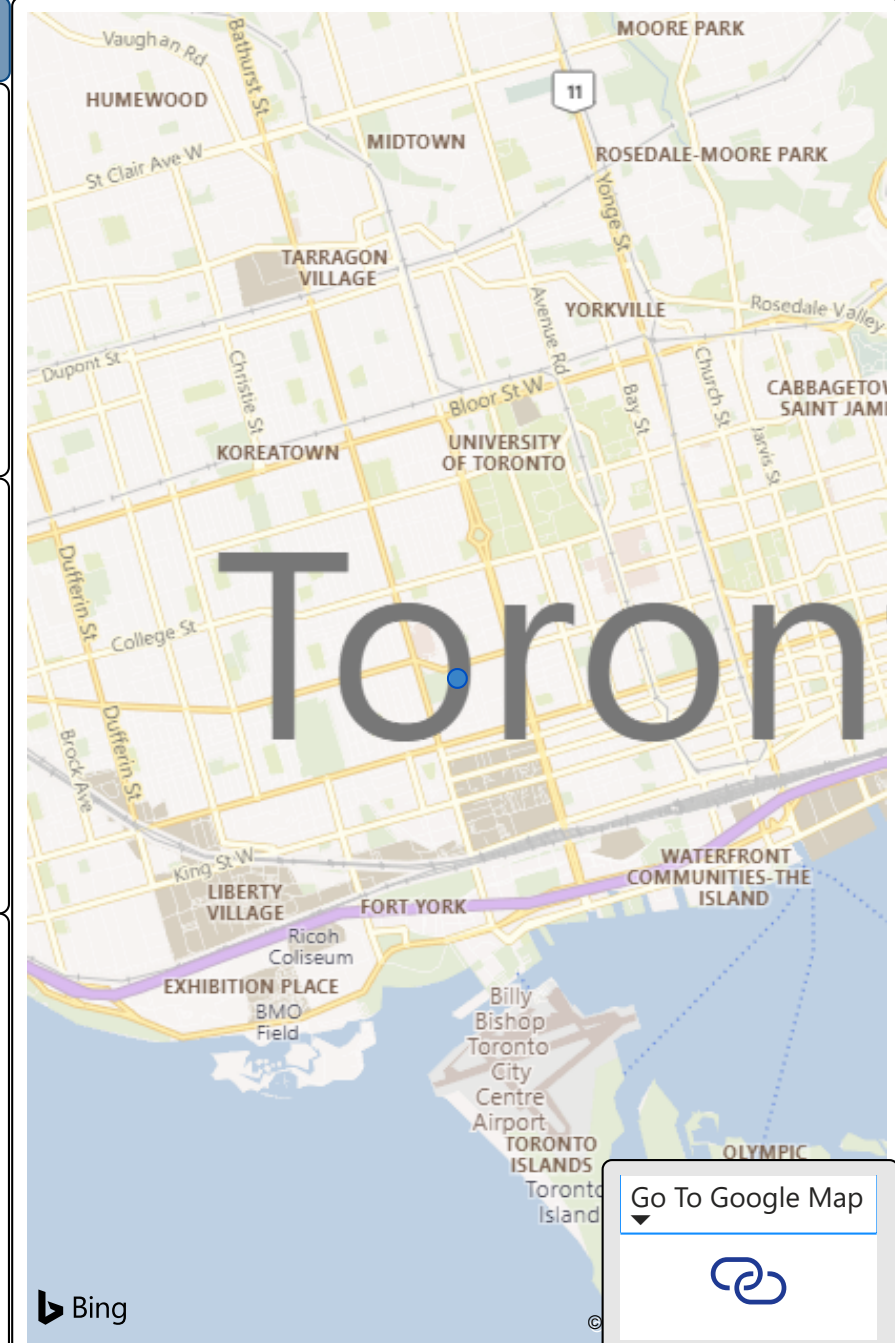 MOORE PARK
Vaughan Rd
Bathurst St
HUMEWOOD
11
MIDTOWN
ROSEDALE-MOORE PARK
St Clair Ave W
Yonge St
TARRAGON
VILLAGE
Avenue Rd
YORKVILLE
Rosedale Valley
Dupont St
Christie St
Church St
Bloor St W
Bay St
CABBAGETOW
SAINT JAM
KOREATOWN
UNIVERSITY
OF TORONTO
Jarvis St
Dufferin St
Toron
College St
Brock Ave
Dufferin St
King St W
WATERFRONT
COMMUNITIES-THE
ISLAND
LIBERTY
VILLAGE
FORT YORK
Ricoh
Coliseum
EXHIBITION PLACE
BMO
Field
Billy
Bishop
Toronto
City
Centre
Airport
TORONTO
ISLANDS
Toronto
Island
OLYMPIC
Go To Google Map
Bing
©